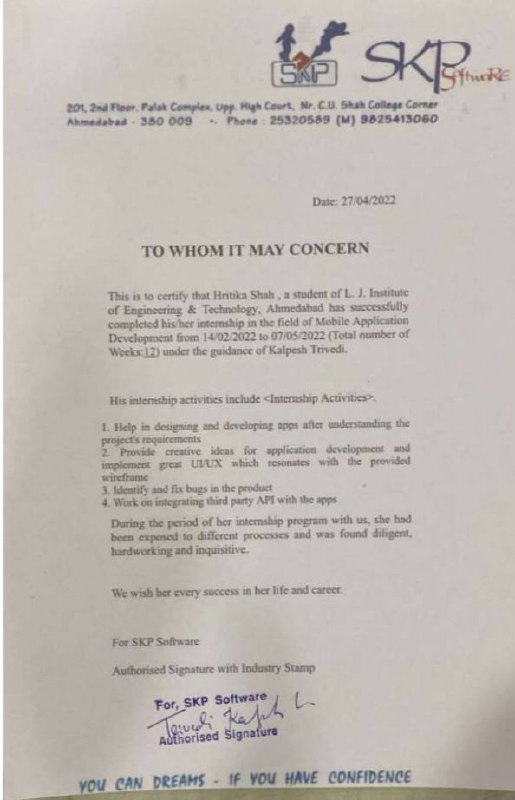 SKP
SKP SoftwaRE
201, 2nd Floor, Palak Complex, Upp. High Court, Nr. C.U. Shah College Corner
Ahmedabad - 380 009 •. Phone : 25320589 (M) 9825413060
Date: 27/04/2022
TO WHOM IT MAY CONCERN
This is to certify that Hritika Shah , a student of L. J. Institute
of Engineering & Technology, Ahmedabad has successfully
completed his/her internship in the field of Mobile Application
Development from 14/02/2022 to 07/05/2022 (Total number of
Weeks:12) under the guidance of Kalpesh Trivedi.
His internship activities include <Internship Activities>.
1. Help in designing and developing apps after understanding the
project's requirements
2. Provide creative ideas for application development and
implement great UI/UX which resonates with the provided
wireframe
3. Identify and fix bugs in the product
4. Work on integrating third party API with the apps
During the period of her internship program with us, she had
been exposed to different processes and was found diligent,
hardworking and inquisitive.
We wish her every success in her life and career.
For SKP Software
Authorised Signature with Industry Stamp
For, SKP Software
Authorised Signature
YOU CAN DREAMS - IF YOU HAVE CONFIDENCE